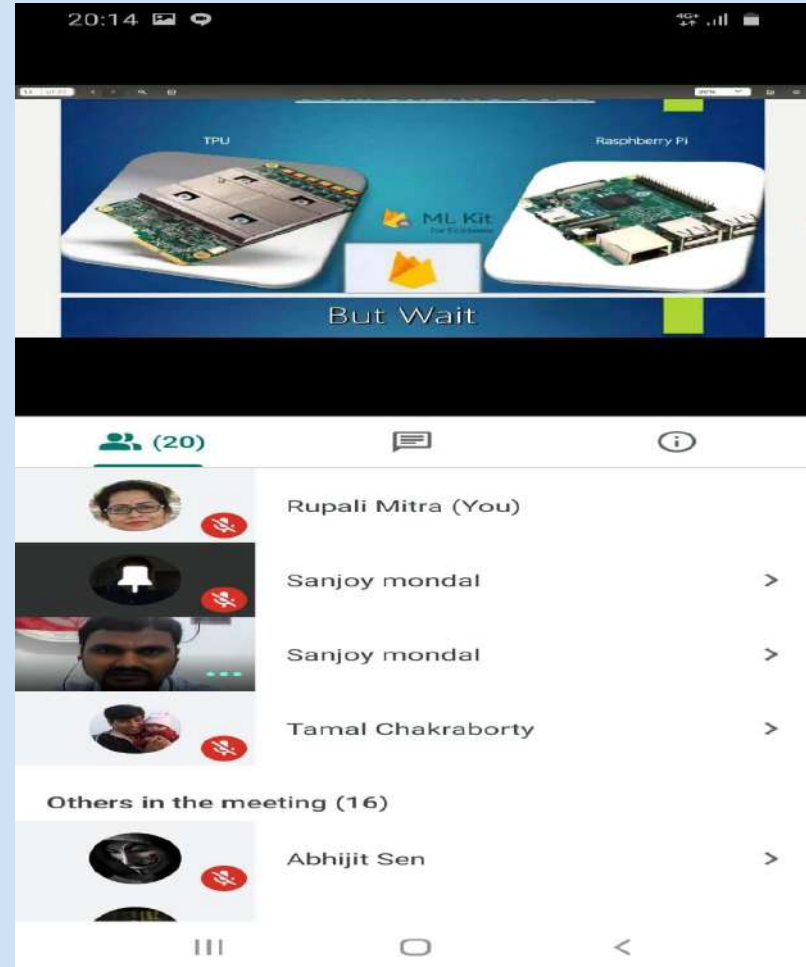 20:14
4G+
TPU
Rasphberry Pi
ML Kit
But Wait
(20)
Rupali Mitra (You)
Sanjoy mondal
Sanjoy mondal
Tamal Chakraborty
Others in the meeting (16)
Abhijit Sen